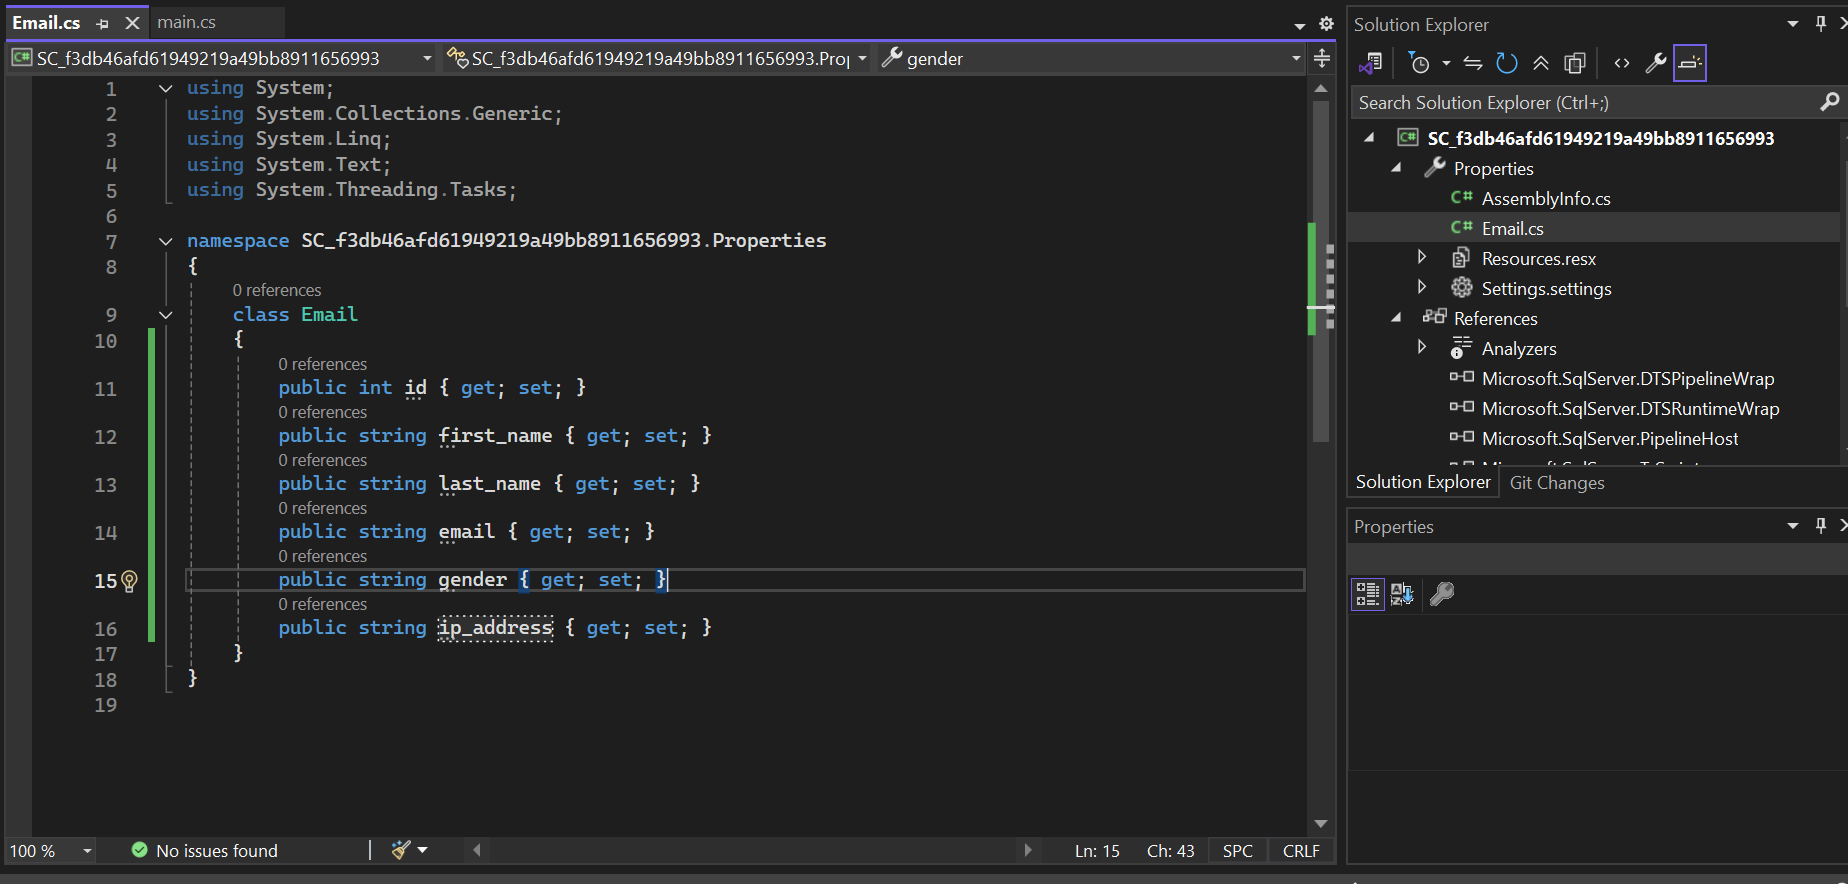 Email.cs
main.cs
SC_f3db46afd61949219a49bb8911656993
SC_f3db46afd61949219a49bb8911656993.Prop
gender
1 using System;
2 using System.Collections.Generic;
3 using System.Linq;
4 using System.Text;
5 using System.Threading.Tasks;
6
7 namespace SC_f3db46afd61949219a49bb8911656993.Properties
8 {
0 references
9 class Email
10 {
0 references
11 public int id { get; set; }
0 references
12 public string first_name { get; set; }
0 references
13 public string last_name { get; set; }
0 references
14 public string email { get; set; }
0 references
15 public string gender { get; set; }
0 references
16 public string ip_address { get; set; }
17 }
18 }
19
100 %
No issues found
Ln: 15
Ch: 43
SPC
CRLF
Solution Explorer
Search Solution Explorer (Ctrl+;)
C# SC_f3db46afd61949219a49bb8911656993
Properties
C# AssemblyInfo.cs
C# Email.cs
Resources.resx
Settings.settings
References
Analyzers
Microsoft.SqlServer.DTSPipelineWrap
Microsoft.SqlServer.DTSRuntimeWrap
Microsoft.SqlServer.PipelineHost
Solution Explorer
Git Changes
Properties